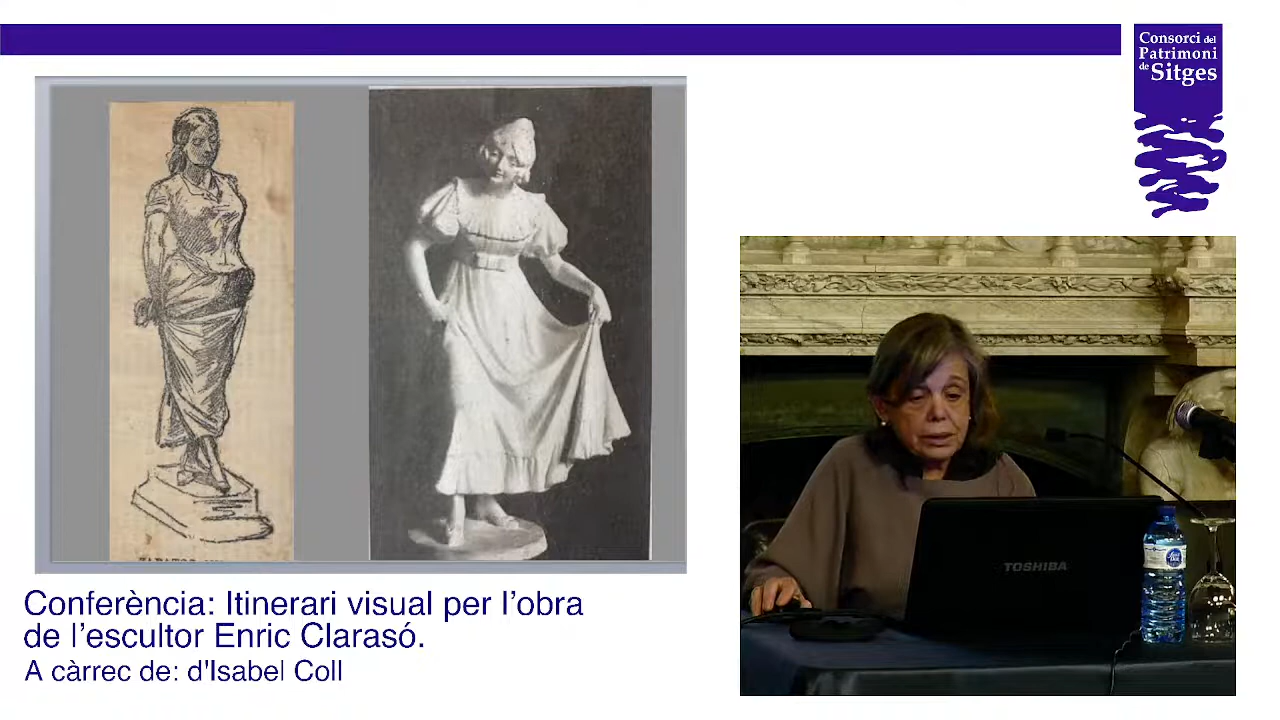 Consorci del
Patrimoni
de Sitges
Conferència: Itinerari visual per l'obra
de l'escultor Enric Clarasó.
A càrrec de: d'Isabel Coll
TOSHIBA